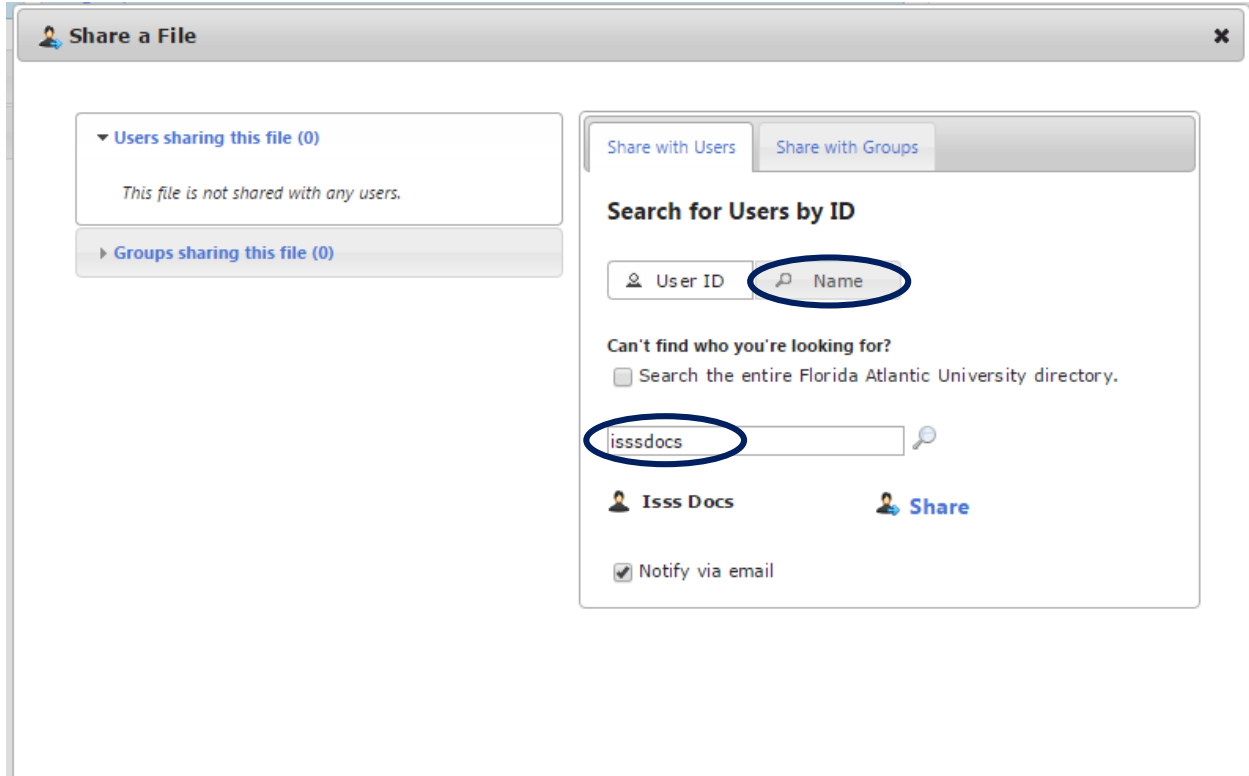 Share a File
Users sharing this file (0)
This file is not shared with any users.
Groups sharing this file (0)
Share with Users
Share with Groups
Search for Users by ID
User ID
Name
Can't find who you're looking for?
Search the entire Florida Atlantic University directory.
isssdocs
Isss Docs
Share
Notify via email